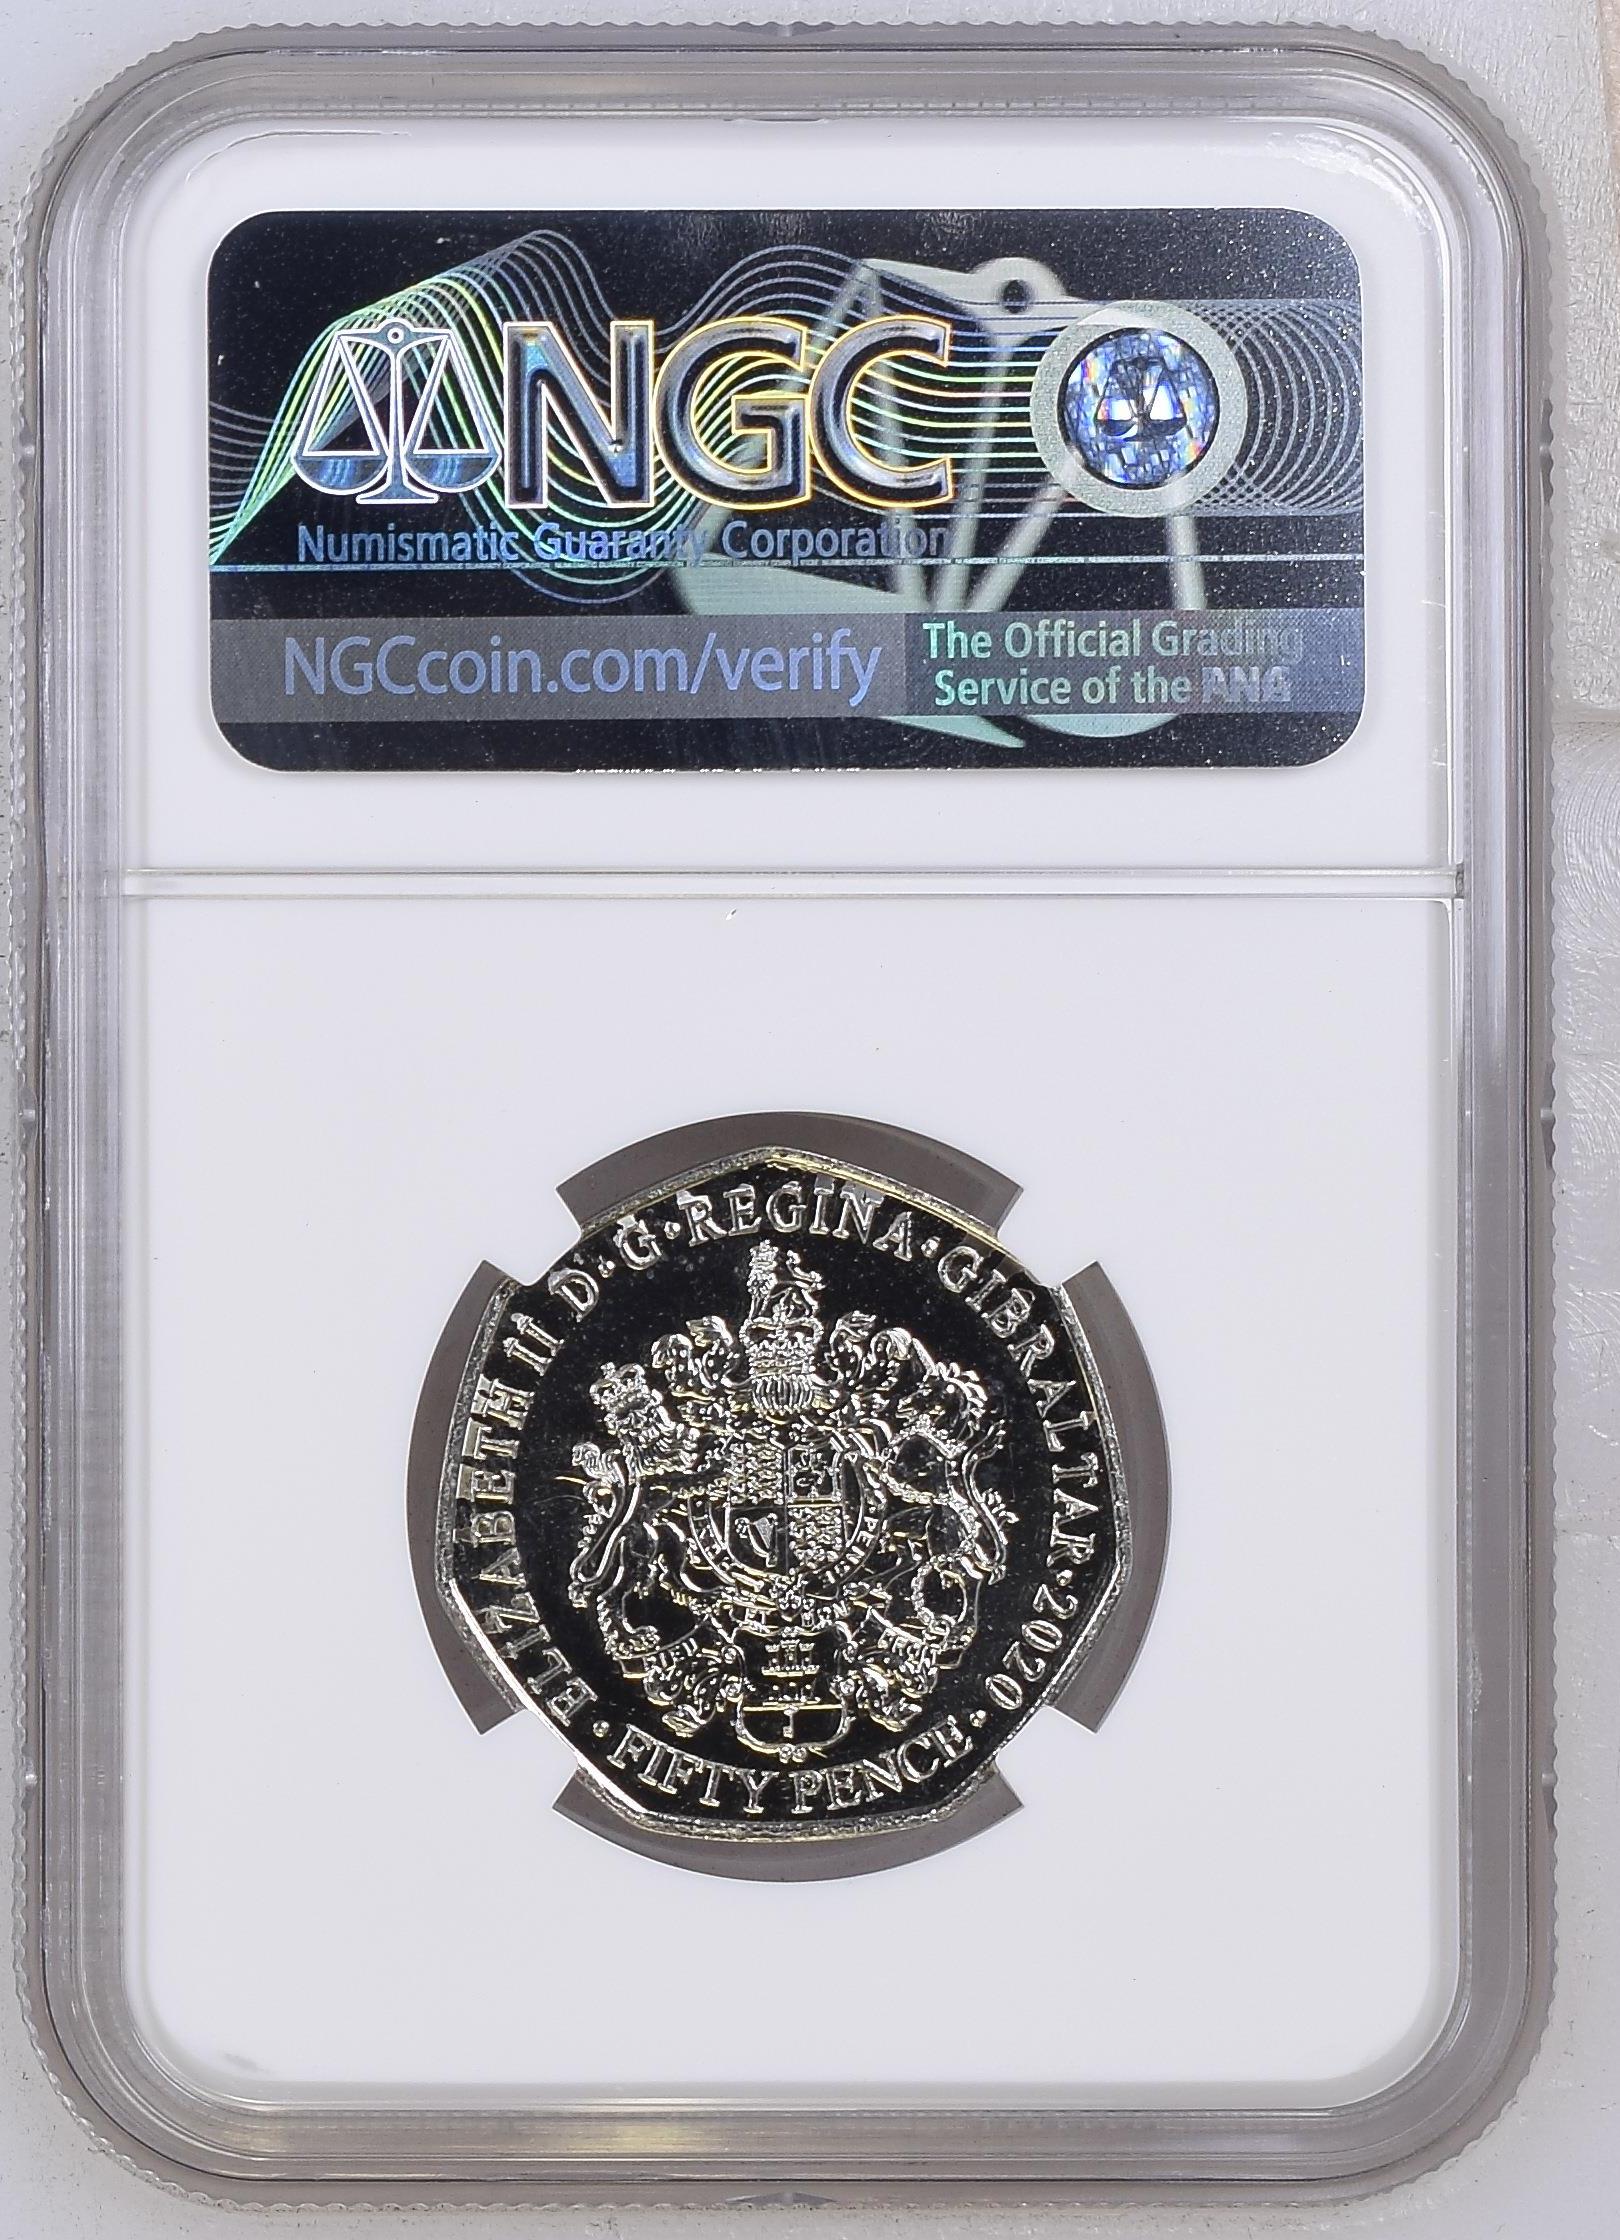 NGC
Numismatic Guaranty Corporation
NGCcoin.com/verify
The Official Grading
Service of the ANA
ELIZABETH II D·G·REGINA·GIBRALTAR·2020·
·FIFTY PENCE·